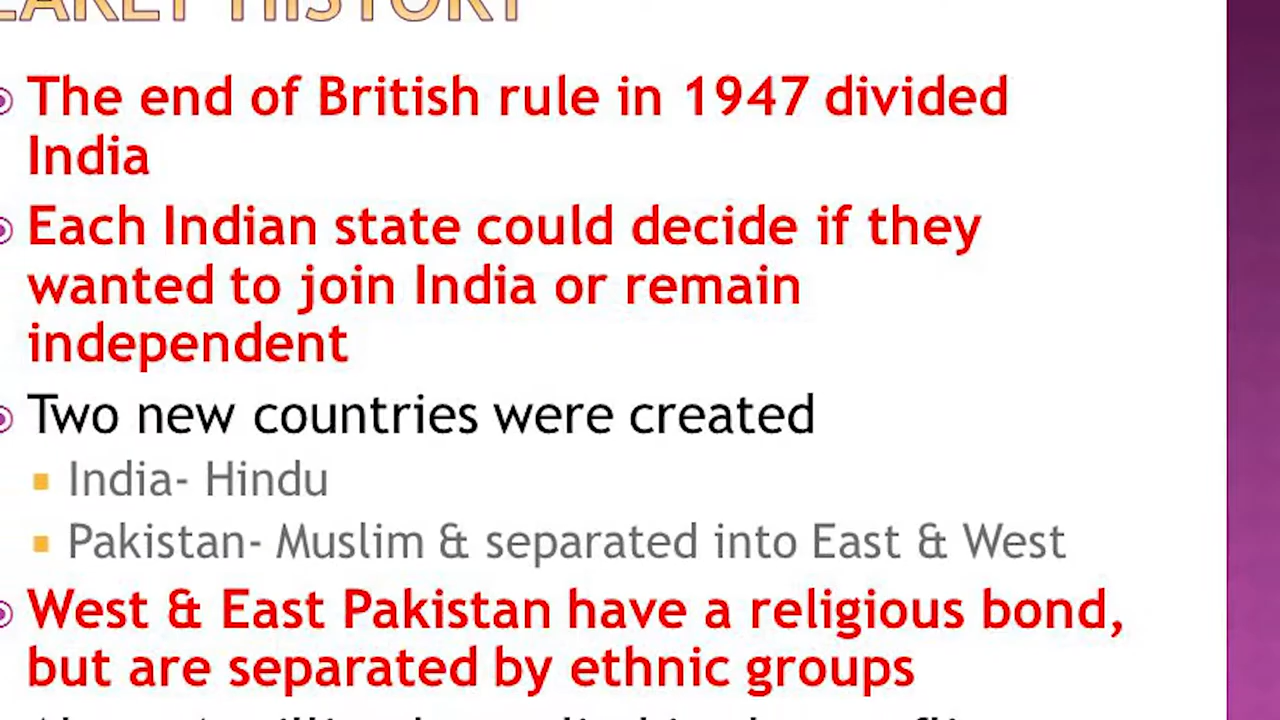 EARLY HISTORY
The end of British rule in 1947 divided
India
Each Indian state could decide if they
wanted to join India or remain
independent
Two new countries were created
India- Hindu
Pakistan- Muslim & separated into East & West
West & East Pakistan have a religious bond,
but are separated by ethnic groups